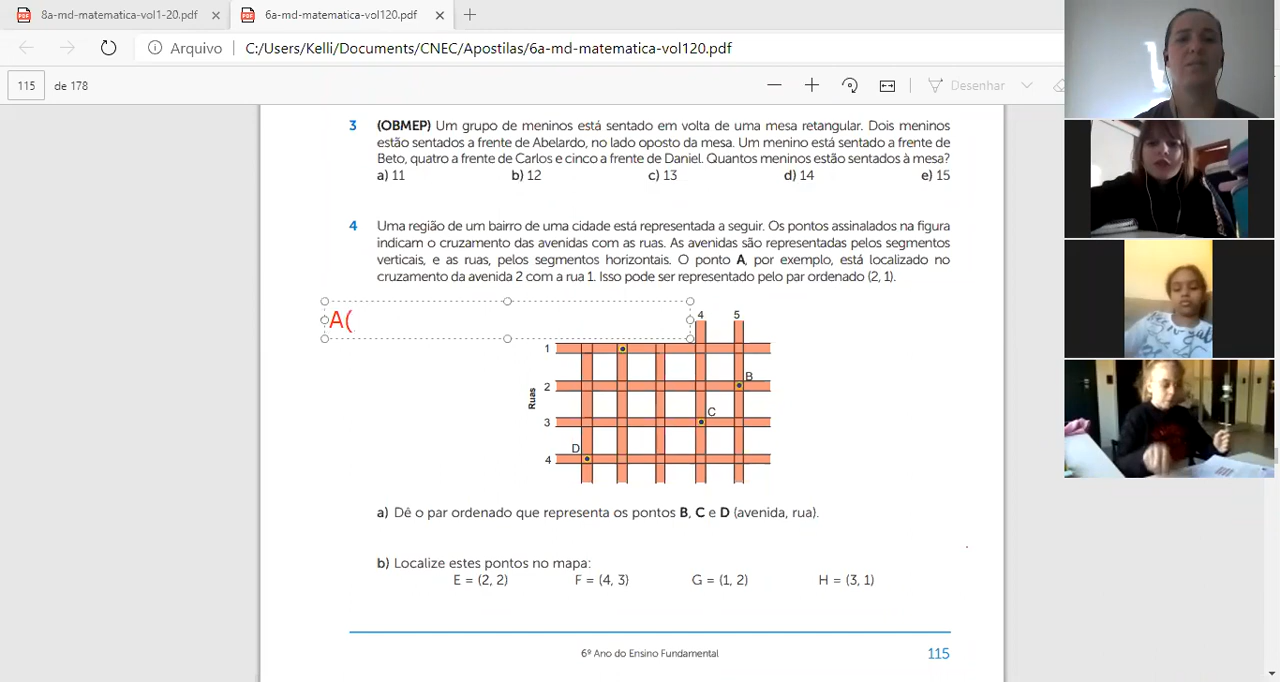 8a-md-matematica-vol1-20.pdf
6a-md-matematica-vol120.pdf
Arquivo
C:/Users/Kelli/Documents/CNEC/Apostilas/6a-md-matematica-vol120.pdf
115 de 178
Desenhar
3 (OBMEP) Um grupo de meninos está sentado em volta de uma mesa retangular. Dois meninos
estão sentados a frente de Abelardo, no lado oposto da mesa. Um menino está sentado a frente de
Beto, quatro a frente de Carlos e cinco a frente de Daniel. Quantos meninos estão sentados à mesa?
a) 11 b) 12 c) 13 d) 14 e) 15
4 Uma região de um bairro de uma cidade está representada a seguir. Os pontos assinalados na figura
indicam o cruzamento das avenidas com as ruas. As avenidas são representadas pelos segmentos
verticais, e as ruas, pelos segmentos horizontais. O ponto A, por exemplo, está localizado no
cruzamento da avenida 2 com a rua 1. Isso pode ser representado pelo par ordenado (2, 1).
A(
4 5
1
2 B
Ruas
3 C
4 D
a) Dê o par ordenado que representa os pontos B, C e D (avenida, rua).
b) Localize estes pontos no mapa:
E = (2, 2) F = (4, 3) G = (1, 2) H = (3, 1)
6º Ano do Ensino Fundamental
115